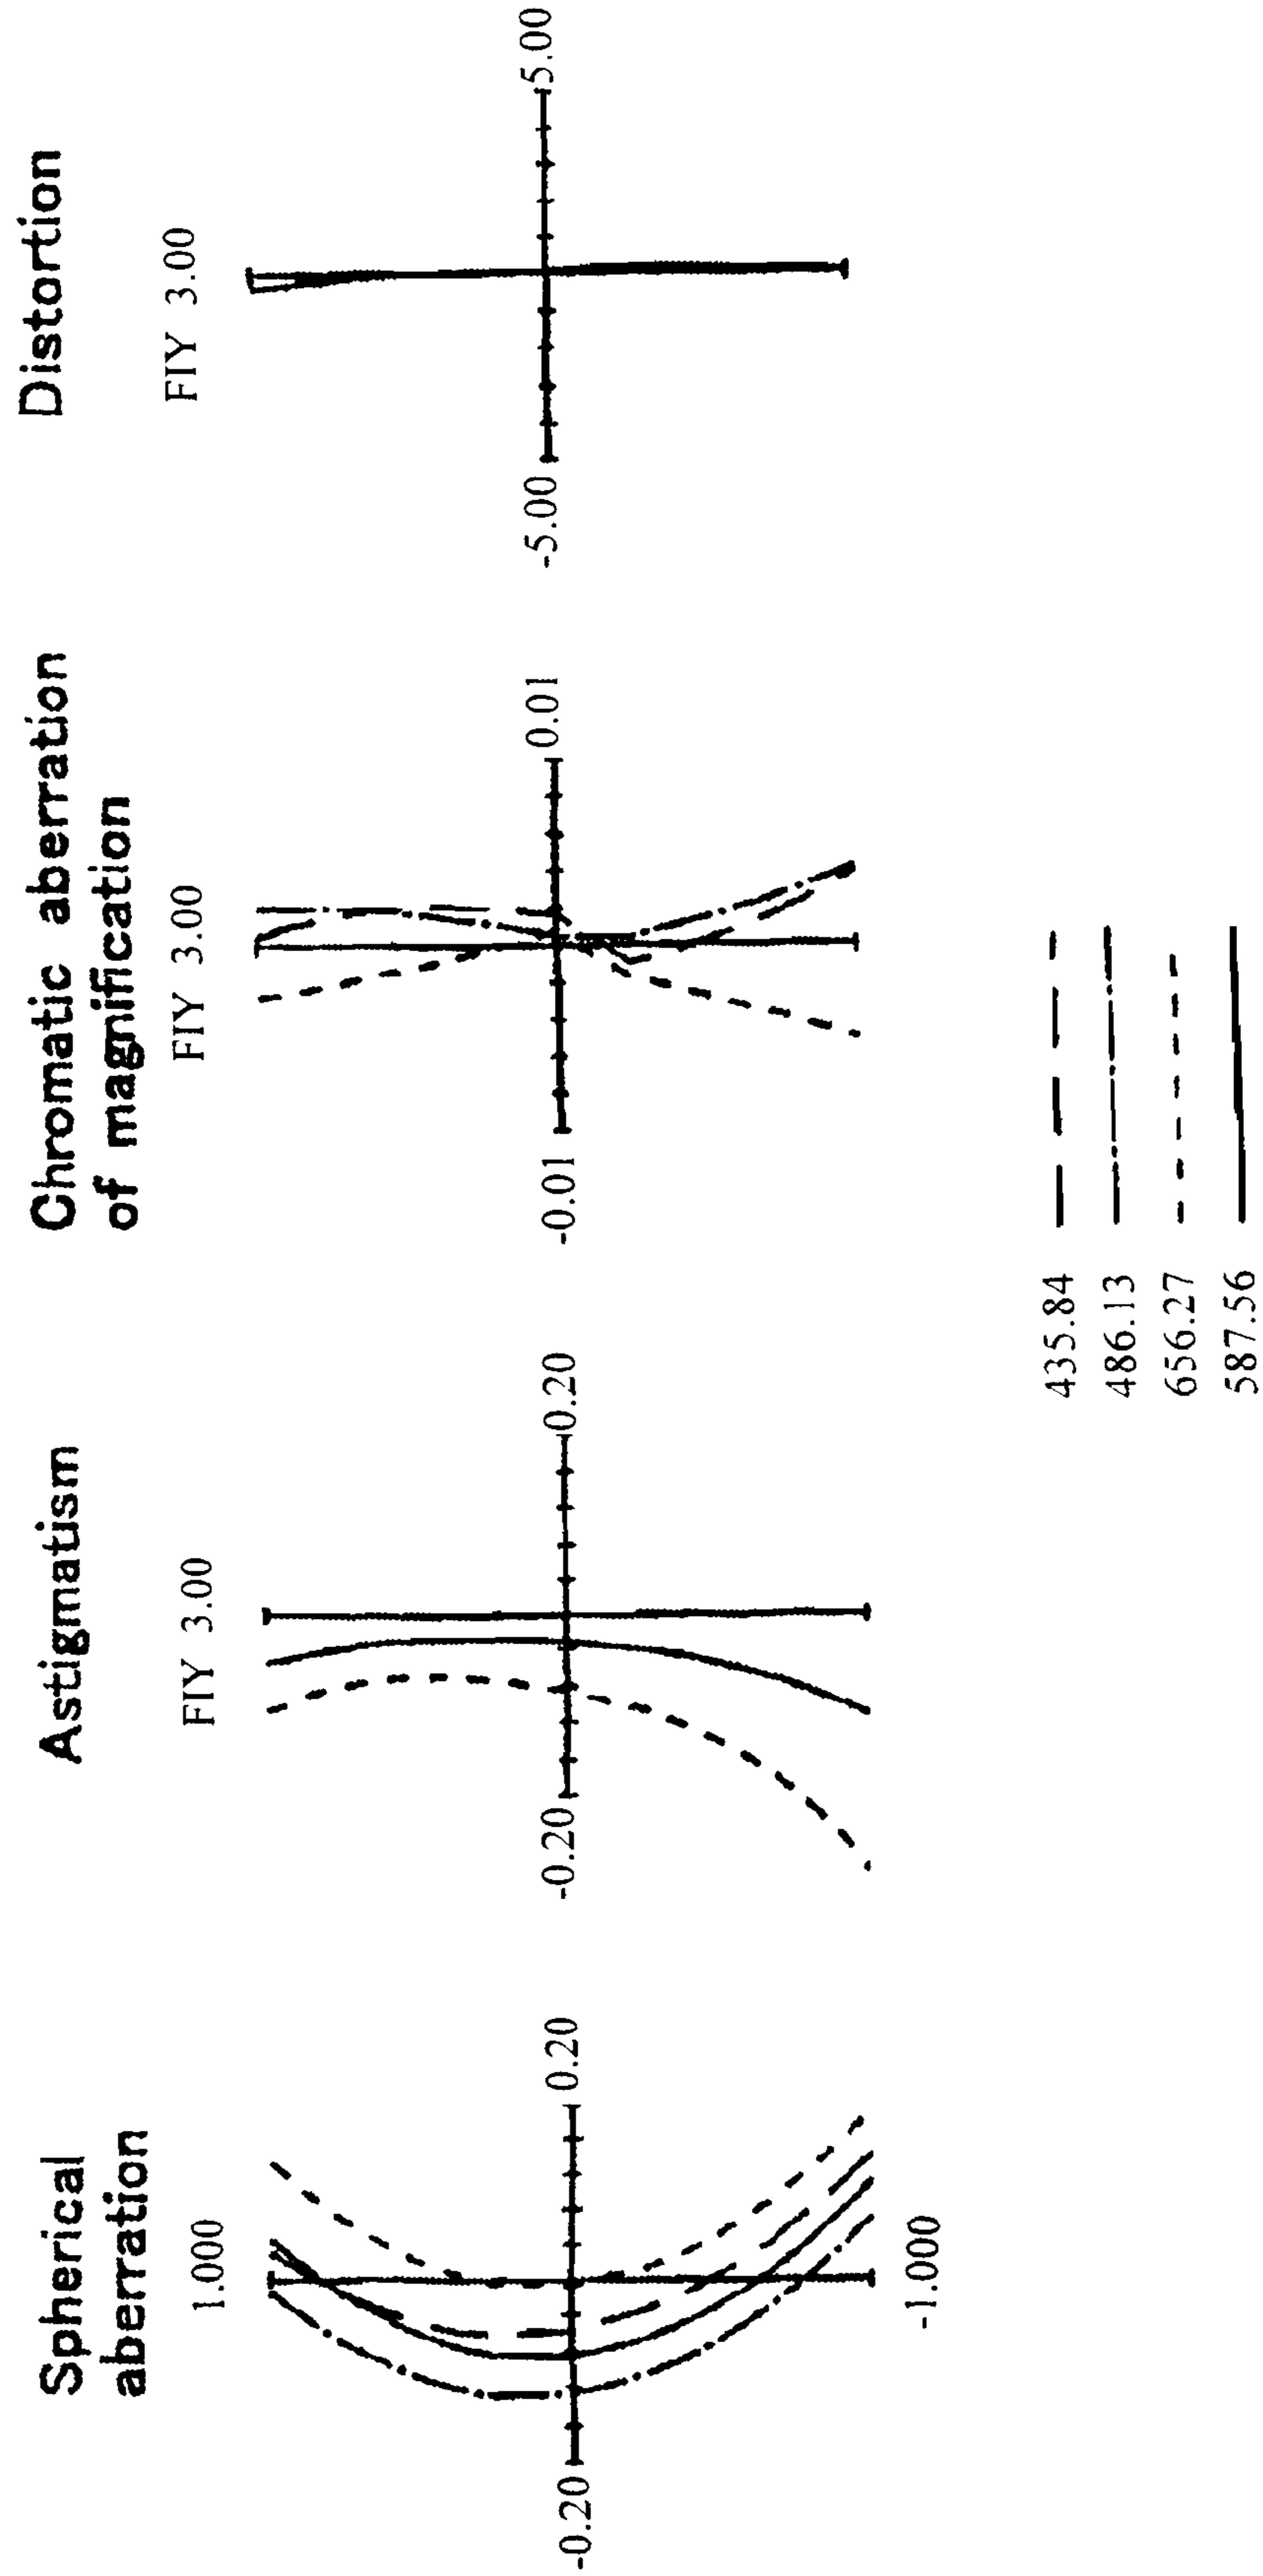 Spherical
aberration
1.000
-0.20
0.20
-1.000
Astigmatism
FIY 3.00
-0.20
0.20
Chromatic aberration
of magnification
FIY 3.00
-0.01
0.01
Distortion
FIY 3.00
-5.00
5.00
435.84
486.13
656.27
587.56